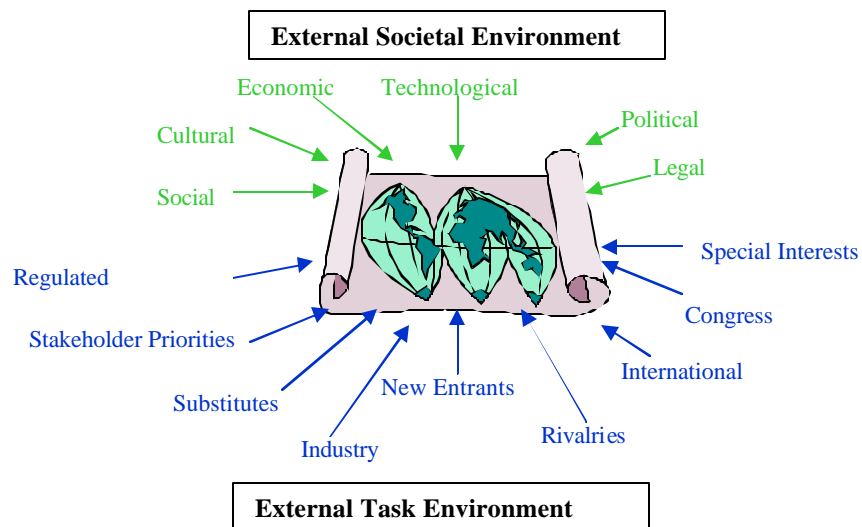 External Societal Environment
Economic
Technological
Political
Cultural
Legal
Social
Special Interests
Regulated
Congress
Stakeholder Priorities
International
New Entrants
Substitutes
Rivalries
Industry
External Task Environment